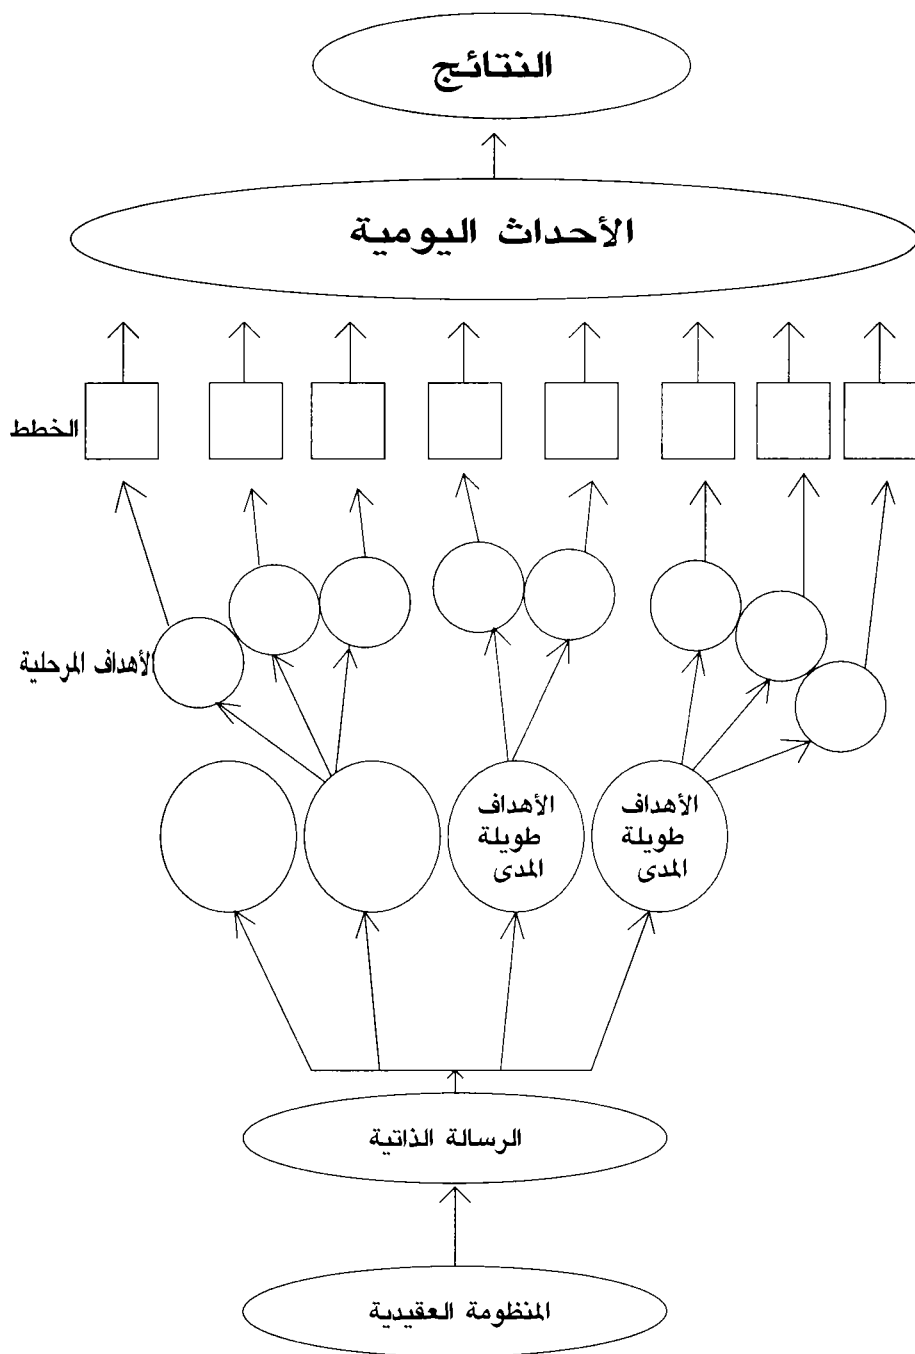 النتائج
الأحداث اليومية
الخطط
الأهداف المرحلية
الأهداف
طويلة
المدى
الأهداف
طويلة
المدى
الرسالة الذاتية
المنظومة العقيدية